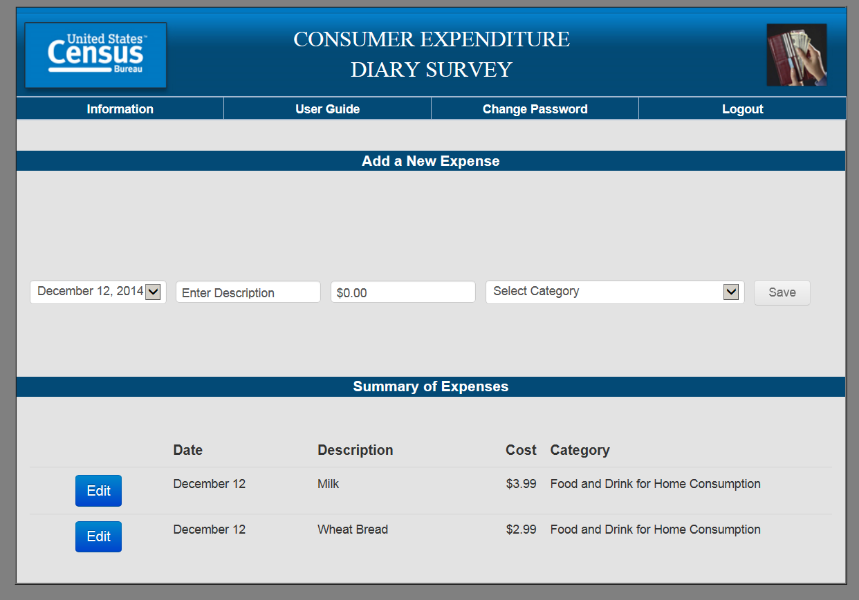 United States™
Census
Bureau
CONSUMER EXPENDITURE
DIARY SURVEY
Information User Guide Change Password Logout
Add a New Expense
December 12, 2014 Enter Description $0.00 Select Category Save
Summary of Expenses
Date Description Cost Category
Edit December 12 Milk $3.99 Food and Drink for Home Consumption
Edit December 12 Wheat Bread $2.99 Food and Drink for Home Consumption